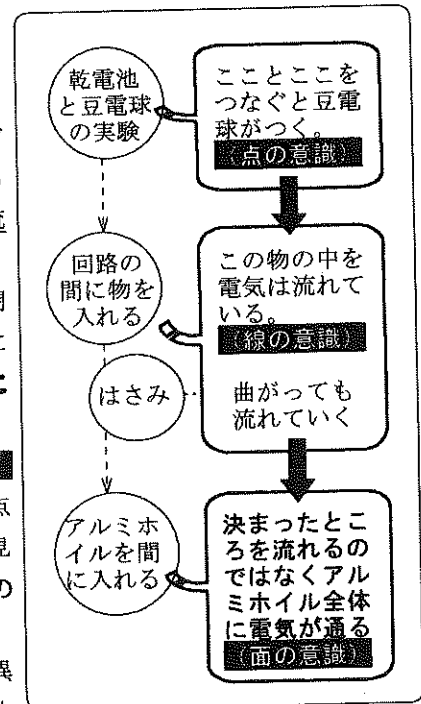 乾電池
と豆電球
の実験
こことここを
つなぐと豆電
球がつく。
(点の意識)
回路の
間に物を
入れる
この物の中を
電気は流れて
いる。
(線の意識)
はさみ
曲がっても
流れていく
アルミホ
イルを間
に入れる
決まったとこ
ろを流れるの
ではなくアル
ミホイル全体
に電気が通る
(面の意識)
点
の